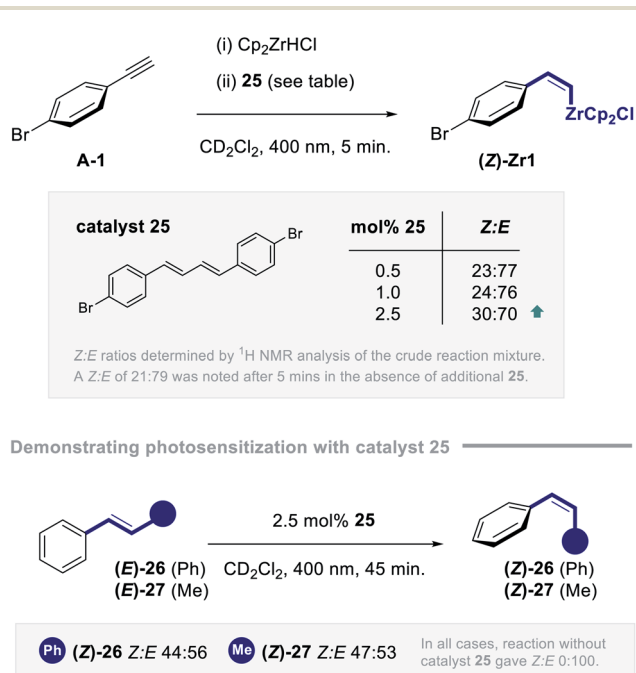 (i) Cp2ZrHCl
(ii) 25 (see table)
CD2Cl2, 400 nm, 5 min.
Br
A-1
Br
ZrCp2Cl
(Z)-Zr1
catalyst 25
Br
Br
mol% 25 Z:E
0.5 23:77
1.0 24:76
2.5 30:70
Z:E ratios determined by 1H NMR analysis of the crude reaction mixture.
A Z:E of 21:79 was noted after 5 mins in the absence of additional 25.
Demonstrating photosensitization with catalyst 25
2.5 mol% 25
CD2Cl2, 400 nm, 45 min.
(E)-26 (Ph)
(E)-27 (Me)
(Z)-26 (Ph)
(Z)-27 (Me)
Ph (Z)-26 Z:E 44:56 Me (Z)-27 Z:E 47:53
In all cases, reaction without
catalyst 25 gave Z:E 0:100.